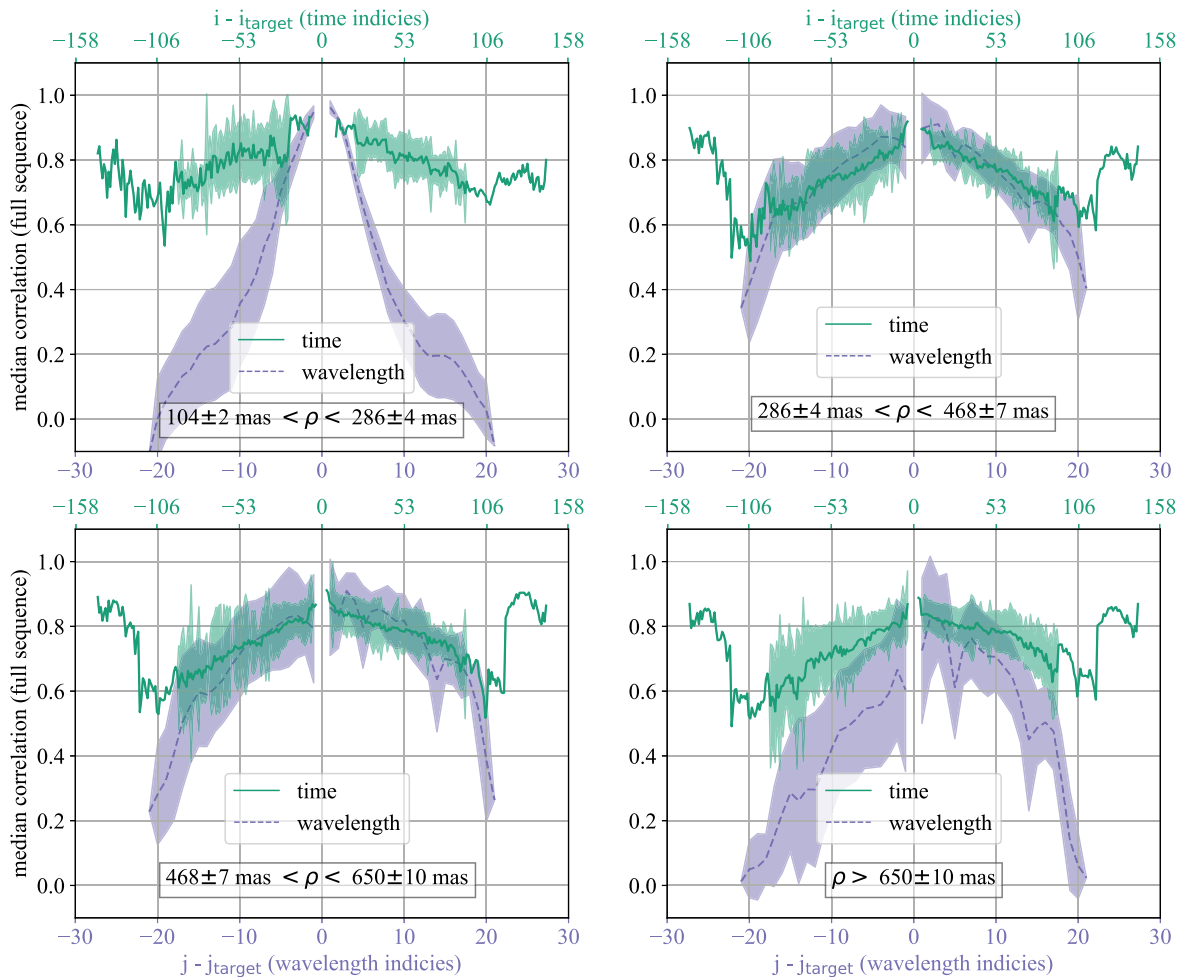 i - i_target (time indicies)
−158 −106 −53 0 53 106 158
−158 −106 −53 0 53 106 158
median correlation (full sequence)
1.0
0.8
0.6
0.4
0.2
0.0
time
wavelength
104±2 mas < ρ < 286±4 mas
−30 −20 −10 0 10 20 30
1.0
0.8
0.6
0.4
0.2
0.0
time
wavelength
286±4 mas < ρ < 468±7 mas
−30 −20 −10 0 10 20 30
i - i_target (time indicies)
−158 −106 −53 0 53 106 158
−158 −106 −53 0 53 106 158
median correlation (full sequence)
1.0
0.8
0.6
0.4
0.2
0.0
time
wavelength
468±7 mas < ρ < 650±10 mas
−30 −20 −10 0 10 20 30
j - j_target (wavelength indicies)
1.0
0.8
0.6
0.4
0.2
0.0
time
wavelength
ρ > 650±10 mas
−30 −20 −10 0 10 20 30
j - j_target (wavelength indicies)